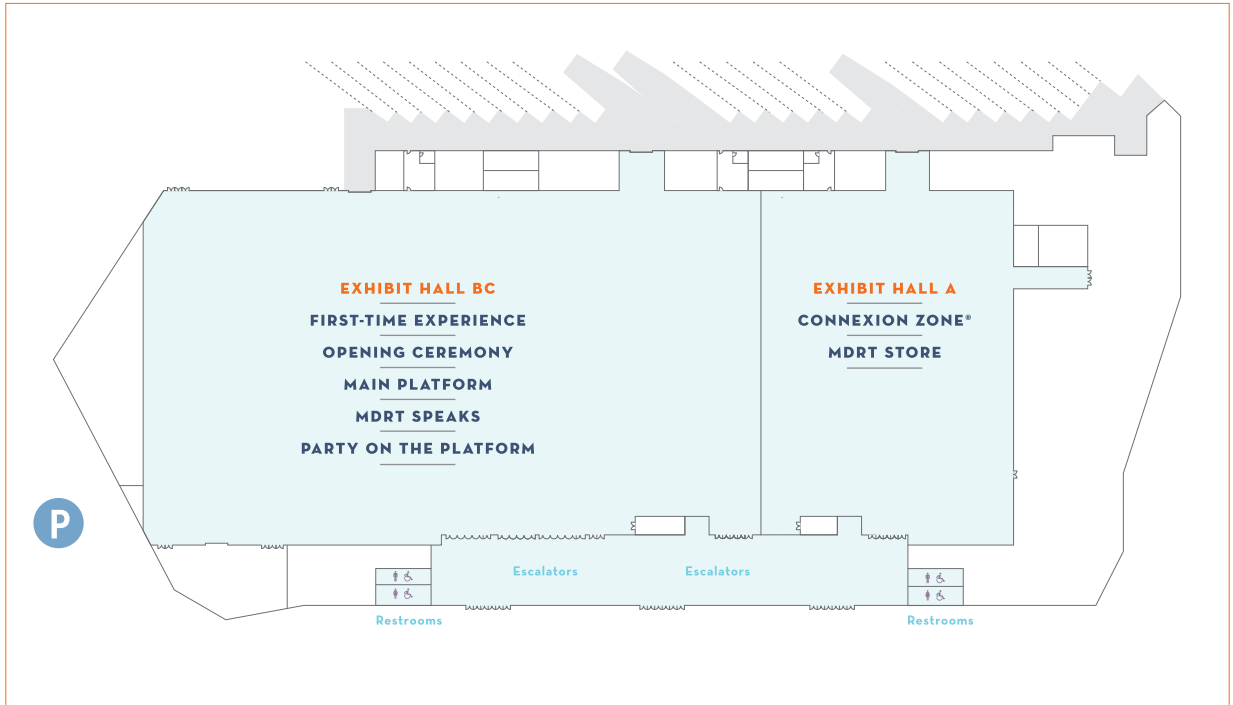 EXHIBIT HALL BC
FIRST-TIME EXPERIENCE
OPENING CEREMONY
MAIN PLATFORM
MDRT SPEAKS
PARTY ON THE PLATFORM
EXHIBIT HALL A
CONNEXION ZONE®
MDRT STORE
P
Escalators
Escalators
Restrooms
Restrooms